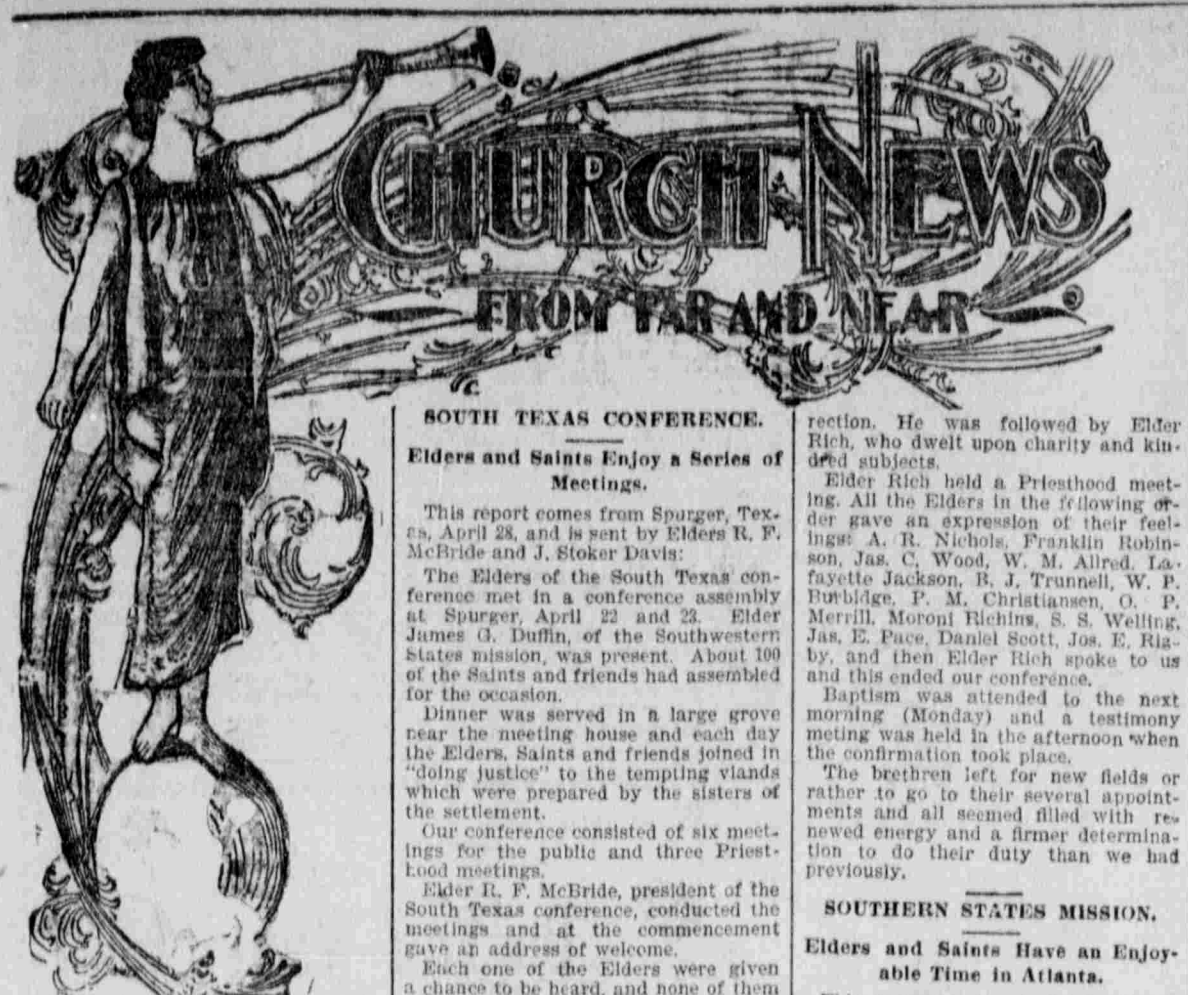 CHURCH NEWS
FROM FAR AND NEAR
SOUTH TEXAS CONFERENCE.
Elders and Saints Enjoy a Series of
Meetings.
This report comes from Spurger, Tex-
as, April 28, and is sent by Elders R. F.
McBride and J. Stoker Davis:
The Elders of the South Texas con-
ference met in a conference assembly
at Spurger, April 22 and 23. Elder
James G. Duffin, of the Southwestern
States mission, was present. About 100
of the Saints and friends had assembled
for the occasion.
Dinner was served in a large grove
near the meeting house and each day
the Elders, Saints and friends joined in
"doing justice" to the tempting viands
which were prepared by the sisters of
the settlement.
Our conference consisted of six meet-
ings for the public and three Priest-
hood meetings.
Elder R. F. McBride, president of the
South Texas conference, conducted the
meetings and at the commencement
gave an address of welcome.
Each one of the Elders were given
a chance to be heard, and none of them
rection. He was followed by Elder
Rich, who dwelt upon charity and kin-
dred subjects.
Elder Rich held a Priesthood meet-
ing. All the Elders in the following or-
der gave an expression of their feel-
ings: A. R. Nichols, Franklin Robin-
son, Jas. C. Wood, W. M. Allred, La-
fayette Jackson, B. J. Trunnell, W. P.
Burbidge, P. M. Christiansen, O. P.
Merrill, Moroni Richins, S. S. Welling,
Jas. E. Pace, Daniel Scott, Jos. E. Rig-
by, and then Elder Rich spoke to us
and this ended our conference.
Baptism was attended to the next
morning (Monday) and a testimony
meting was held in the afternoon when
the confirmation took place.
The brethren left for new fields or
rather to go to their several appoint-
ments and all seemed filled with re-
newed energy and a firmer determina-
tion to do their duty than we had
previously.
SOUTHERN STATES MISSION.
Elders and Saints Have an Enjoy-
able Time in Atlanta.